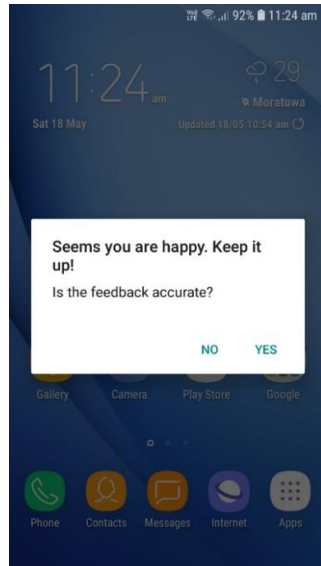 Vo) LTE 92% 11:24 am
11:24 am
29°
Moratuwa
Sat 18 May
Updated 18/05 10:54 am
Seems you are happy. Keep it
up!
Is the feedback accurate?
NO YES
Gallery Camera Play Store Google
Phone Contacts Messages Internet Apps